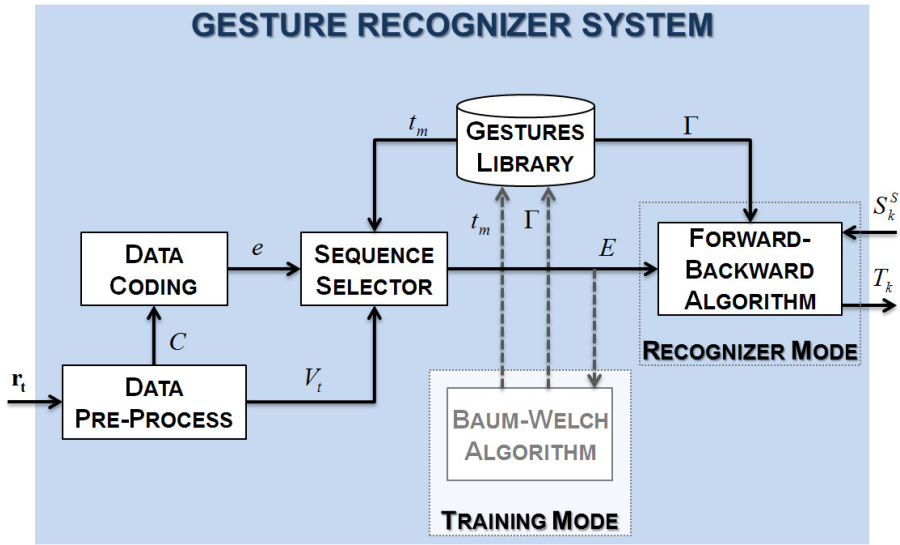 GESTURE RECOGNIZER SYSTEM
t_m
GESTURES
LIBRARY
Γ
t_m
Γ
S_k^S
DATA
CODING
e
SEQUENCE
SELECTOR
E
FORWARD-
BACKWARD
ALGORITHM
T_k
RECOGNIZER MODE
C
r_t
DATA
PRE-PROCESS
V_t
BAUM-WELCH
ALGORITHM
TRAINING MODE